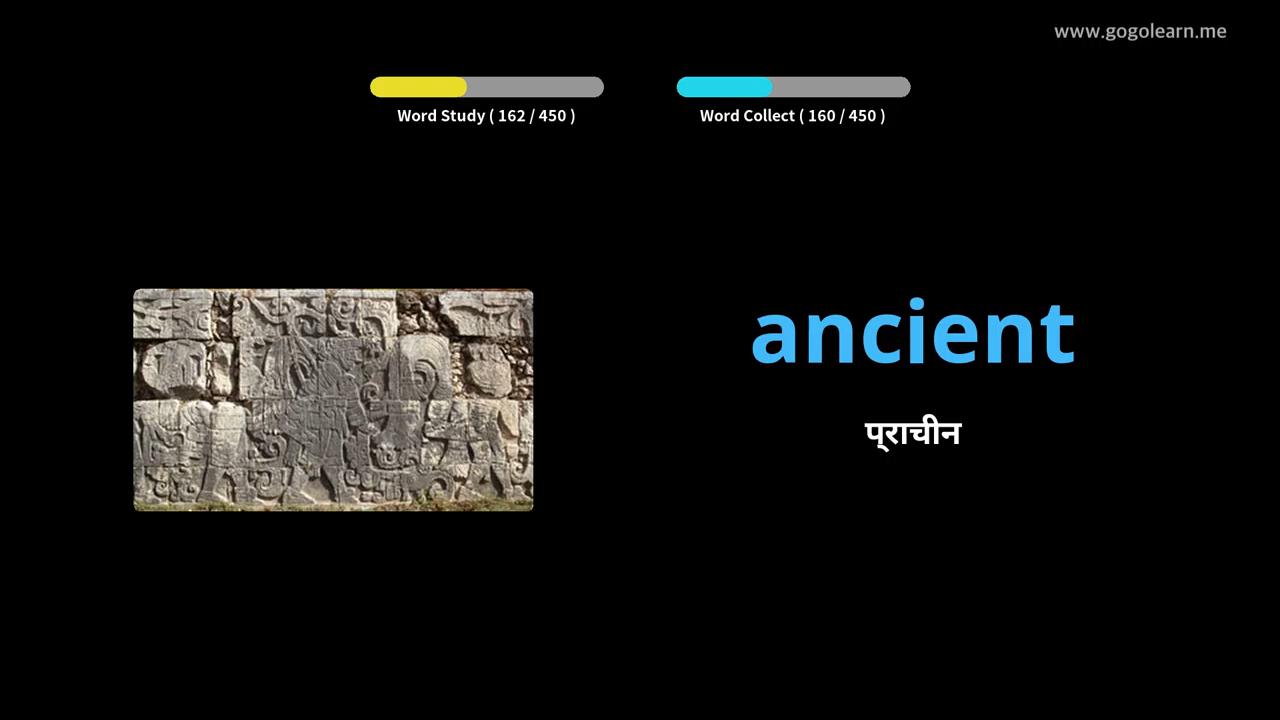 www.gogolearn.me
Word Study ( 162 / 450 )
Word Collect ( 160 / 450 )
ancient
प्राचीन